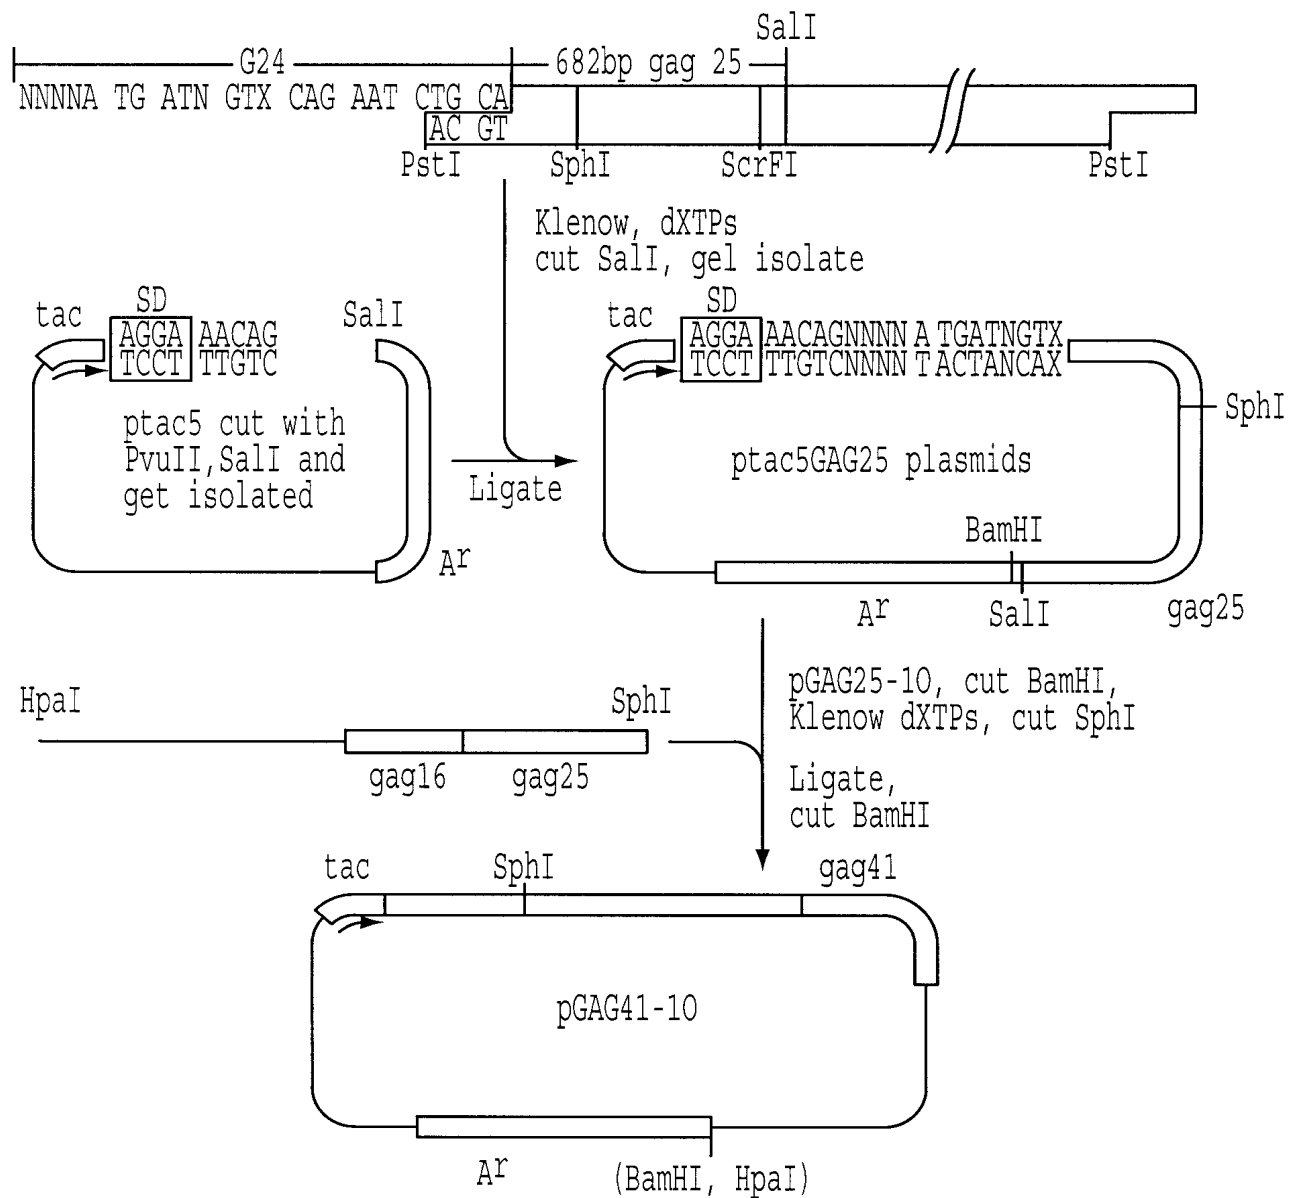 SalI
G24
682bp gag 25
NNNNA TG ATN GTX CAG AAT CTG CA
AC GT
PstI
SphI
ScrFI
PstI
Klenow, dXTPs
cut SalI, gel isolate
tac
SD
AGGA AACAG
TCCT TTGTC
SalI
ptac5 cut with
PvuII,SalI and
get isolated
Ar
Ligate
tac
SD
AGGA AACAGNNNN A TGATNGTX
TCCT TTGTCNNNN T ACTANCAX
SphI
ptac5GAG25 plasmids
BamHI
Ar
SalI
gag25
HpaI
SphI
gag16
gag25
pGAG25-10, cut BamHI,
Klenow dXTPs, cut SphI
Ligate,
cut BamHI
tac
SphI
gag41
pGAG41-10
Ar
(BamHI, HpaI)